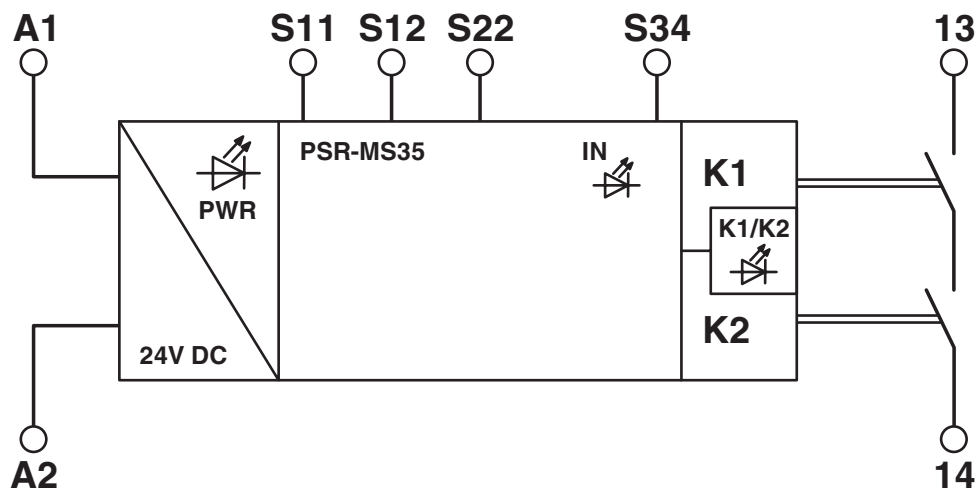 A1 S11 S12 S22 S34 13
PSR-MS35 IN
K1
PWR
K1/K2
K2
24V DC
A2 14